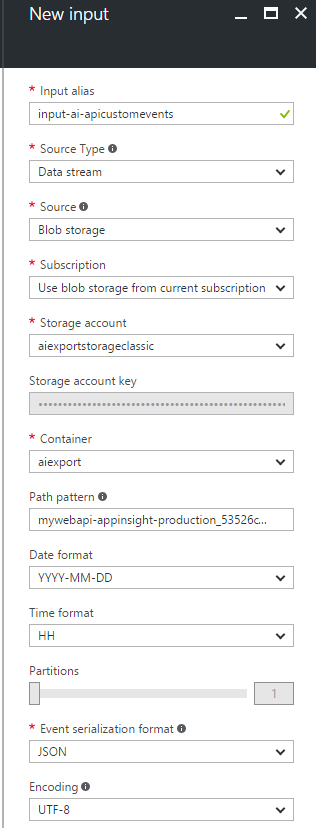 New input
* Input alias
input-ai-apicustomevents
* Source Type
Data stream
* Source
Blob storage
* Subscription
Use blob storage from current subscription
* Storage account
aiexportstorageclassic
Storage account key
* Container
aiexport
Path pattern
mywebapi-appinsight-production_53526c...
Date format
YYYY-MM-DD
Time format
HH
Partitions
1
* Event serialization format
JSON
Encoding
UTF-8